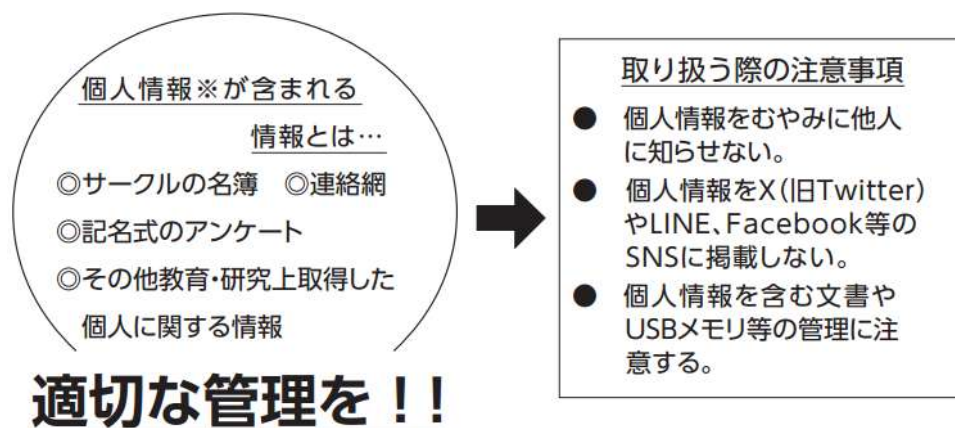 個人情報※が含まれる
情報とは…
◎サークルの名簿　◎連絡網
◎記名式のアンケート
◎その他教育・研究上取得した
個人に関する情報
適切な管理を！！
取り扱う際の注意事項
● 個人情報をむやみに他人
に知らせない。
● 個人情報をX（旧Twitter）
やLINE、Facebook等の
SNSに掲載しない。
● 個人情報を含む文書や
USBメモリ等の管理に注
意する。